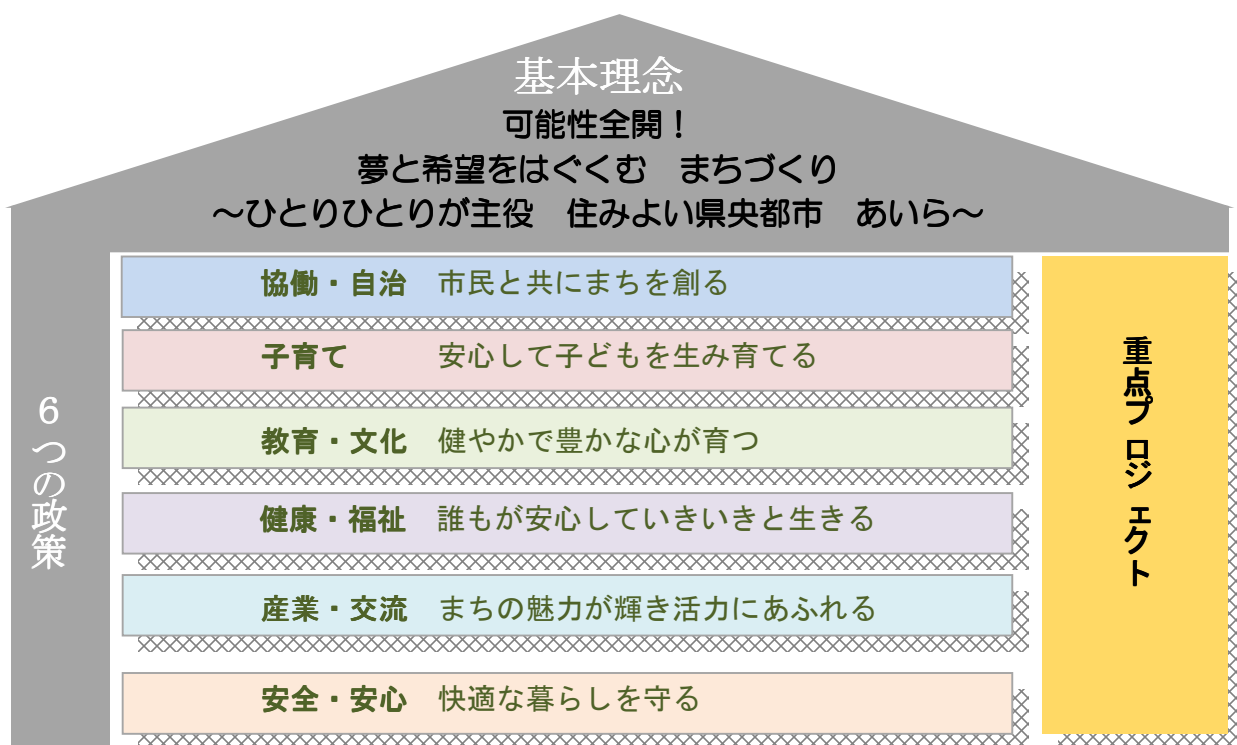 基本理念
可能性全開！
夢と希望をはぐくむ　まちづくり
～ひとりひとりが主役　住みよい県央都市　あいら～
6つの政策
協働・自治　市民と共にまちを創る
子育て　安心して子どもを生み育てる
教育・文化　健やかで豊かな心が育つ
健康・福祉　誰もが安心していきいきと生きる
産業・交流　まちの魅力が輝き活力にあふれる
安全・安心　快適な暮らしを守る
重点プロジェクト